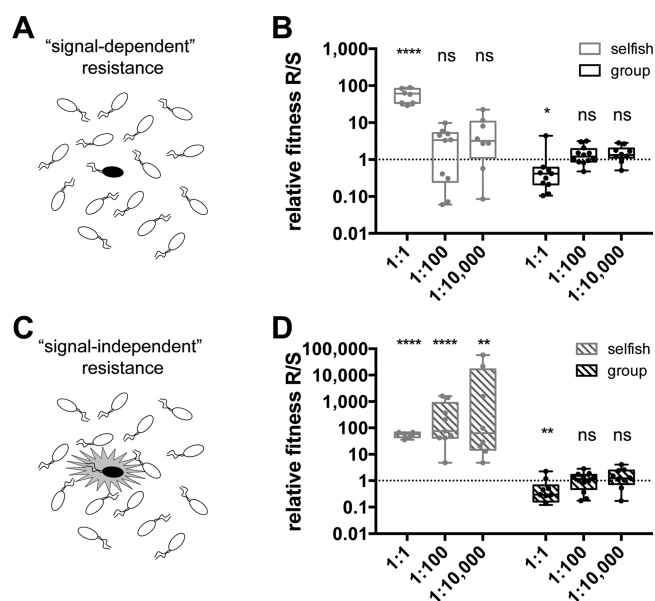 A
"signal-dependent"
resistance
B
relative fitness R/S
1,000
100
10
1
0.10
0.01
****
ns
ns
*
ns
ns
selfish
group
1:1
1:100
1:10,000
1:1
1:100
1:10,000
C
"signal-independent"
resistance
D
relative fitness R/S
100,000
10,000
1,000
100
10
1
0.1
0.01
****
****
**
**
ns
ns
selfish
group
1:1
1:100
1:10,000
1:1
1:100
1:10,000